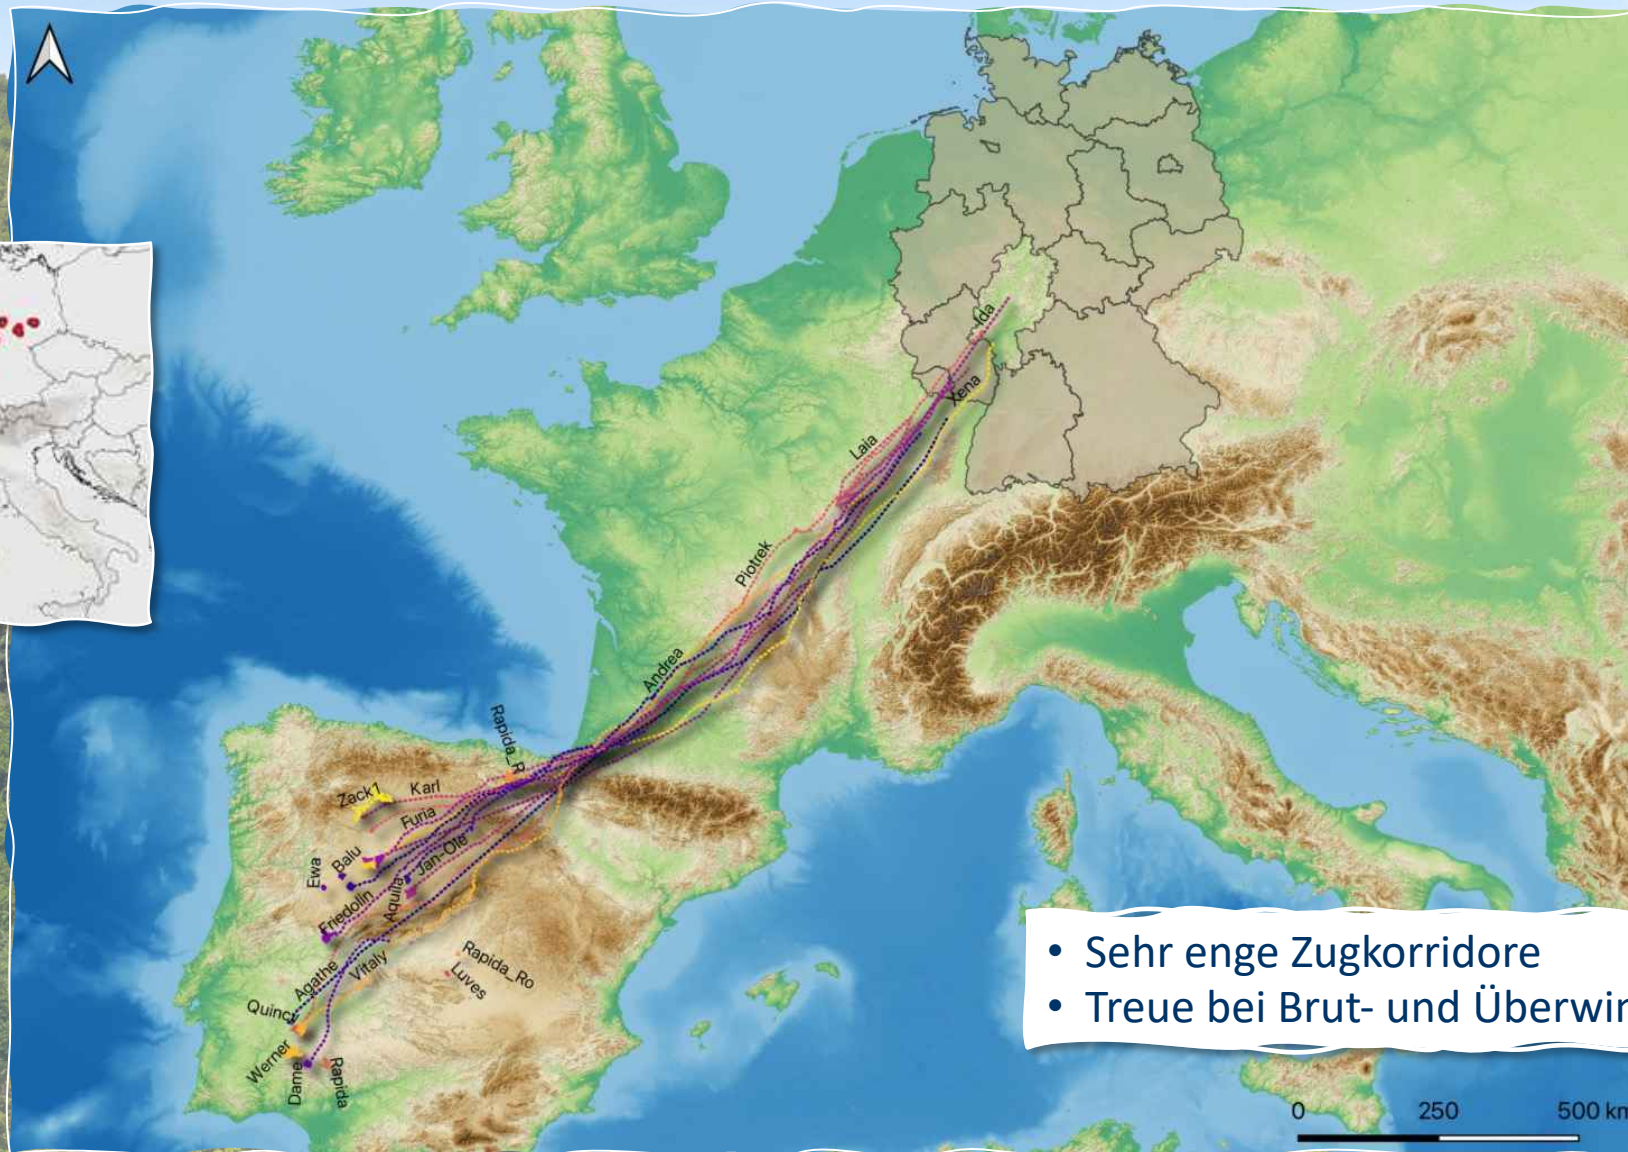 Ida
Xena
Laia
Piotrek
Andrea
Rapida_R
Zack1
Karl
Furia
Balu
Jan-Ole
Ewa
Aquila
Friedolin
Agathe
Vitaly
Rapida_Ro
Luves
Quincy
Werner
Dame
Rapida
• Sehr enge Zugkorridore
• Treue bei Brut- und Überwin
0 250 500 km